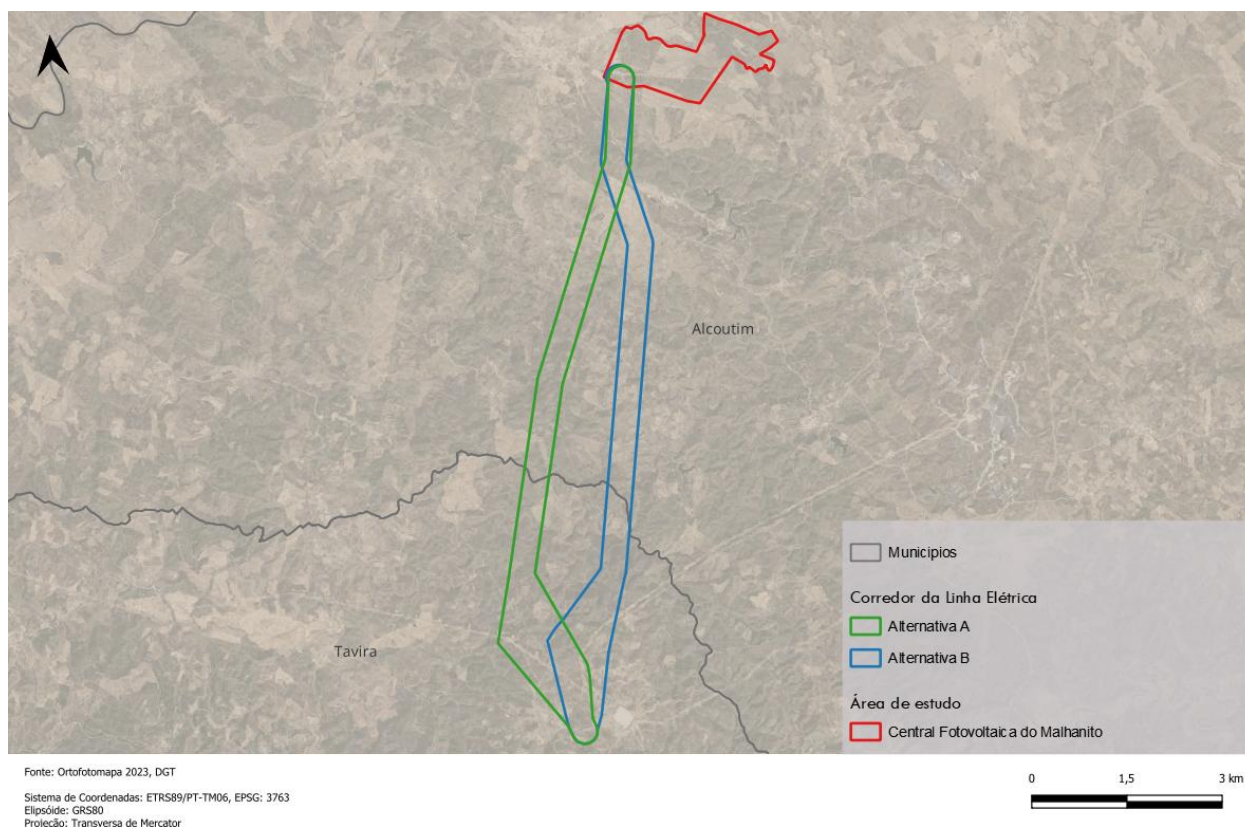 Alcoutim
Tavira
Municípios
Corredor da Linha Elétrica
Alternativa A
Alternativa B
Área de estudo
Central Fotovoltaica do Malhanito
Fonte: Ortofotomapa 2023, DGT
Sistema de Coordenadas: ETRS89/PT-TM06, EPSG: 3763
Elipsóide: GRS80
Projeção: Transversa de Mercator
0 1,5 3 km